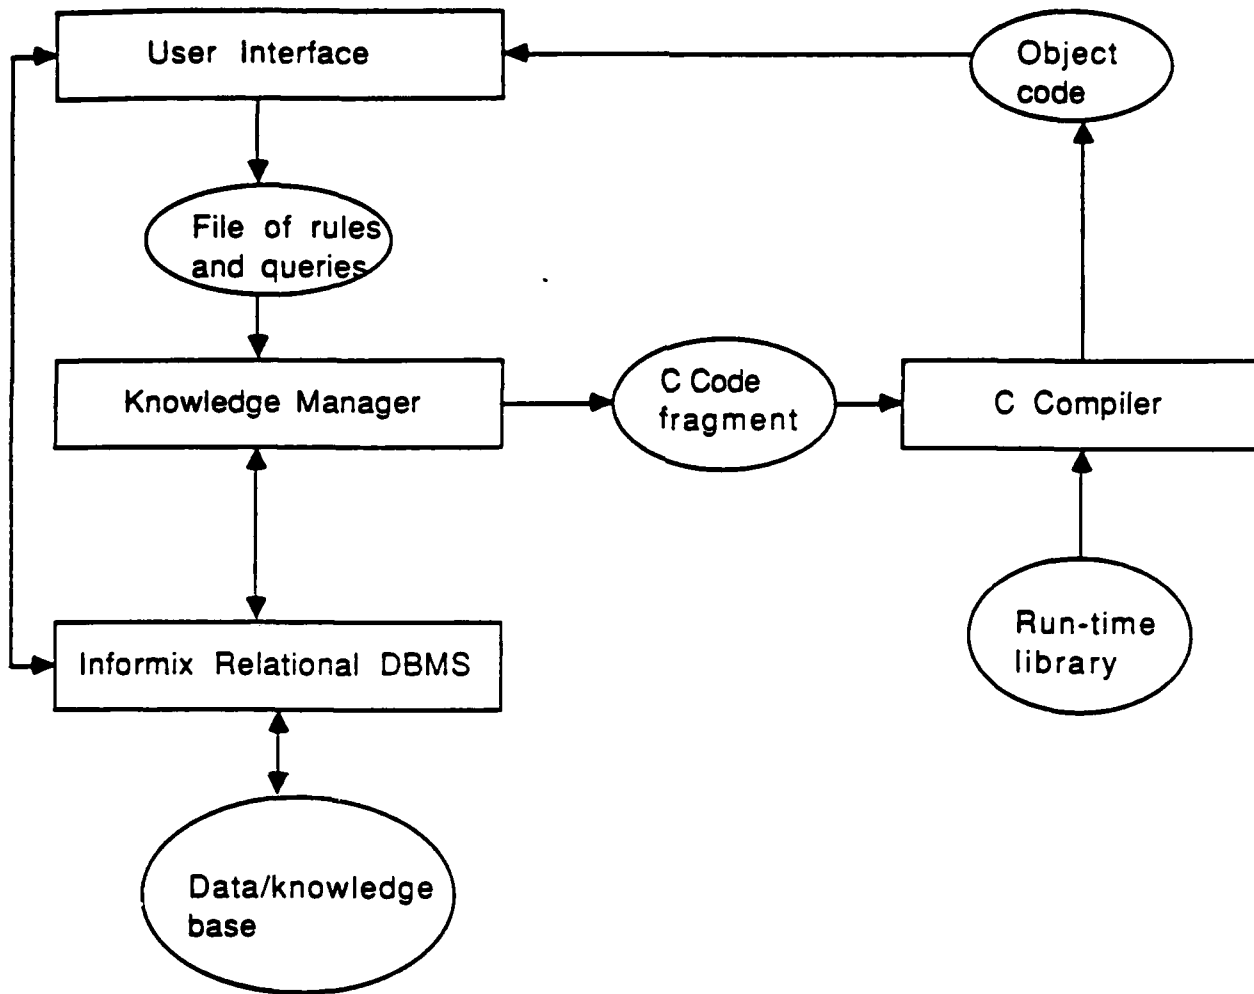 User Interface
Object
code
File of rules
and queries
Knowledge Manager
C Code
fragment
C Compiler
Informix Relational DBMS
Run-time
library
Data/knowledge
base